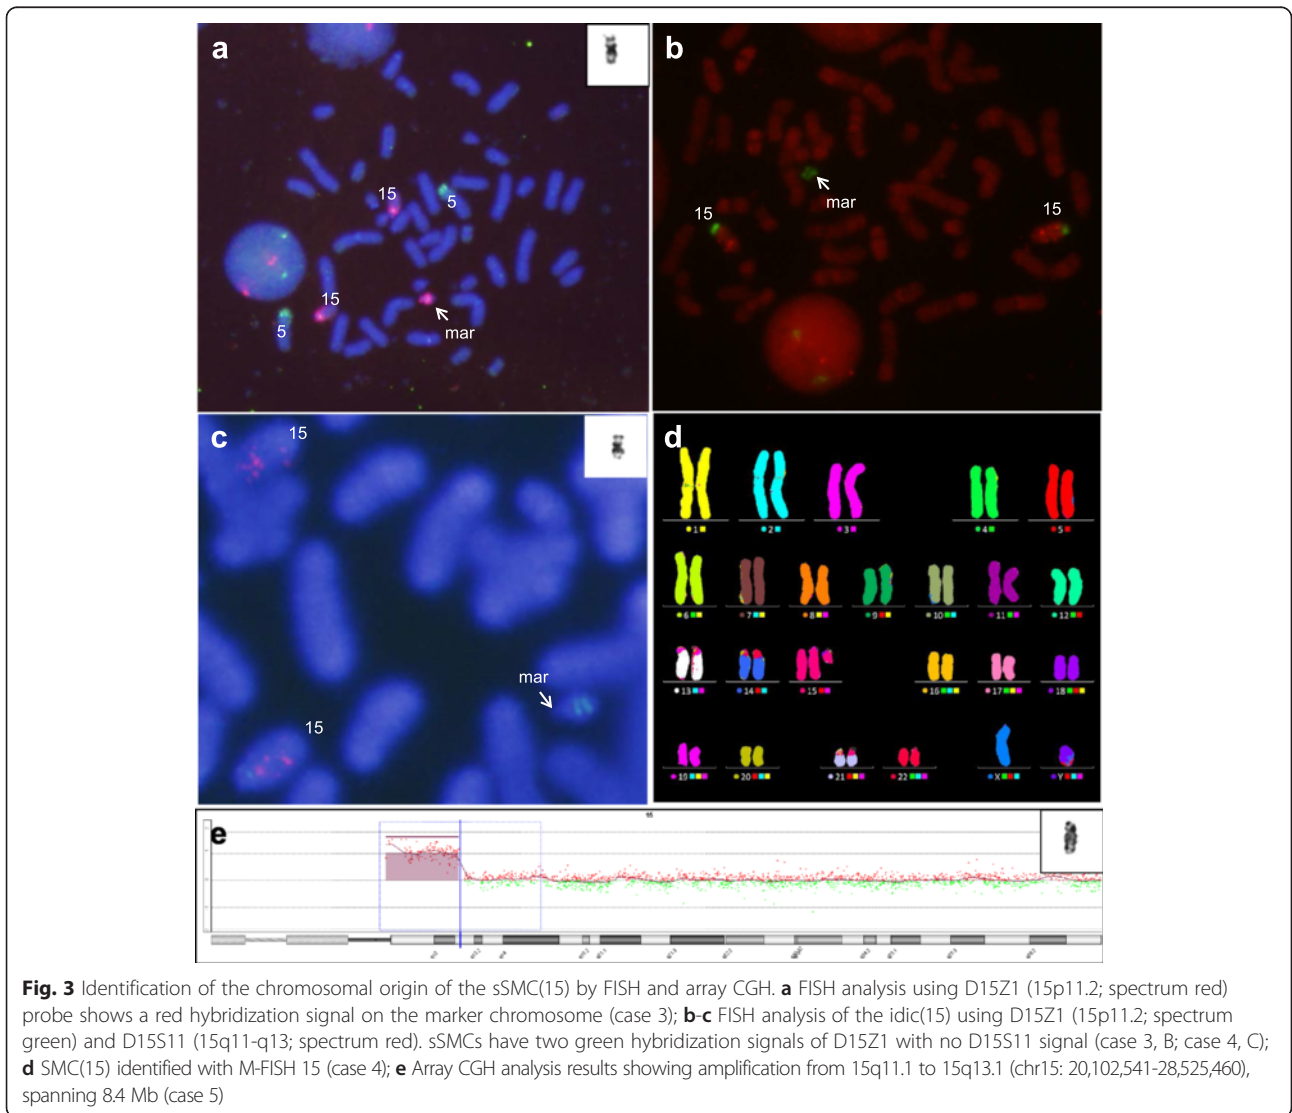 a
15
5
15
5
mar
b
mar
15
15
c
15
mar
15
d
1 2 3 4 5
6 7 8 9 10 11 12
13 14 15 16 17 18
19 20 21 22 X Y
e
15
Fig. 3 Identification of the chromosomal origin of the sSMC(15) by FISH and array CGH. a FISH analysis using D15Z1 (15p11.2; spectrum red)
probe shows a red hybridization signal on the marker chromosome (case 3); b-c FISH analysis of the idic(15) using D15Z1 (15p11.2; spectrum
green) and D15S11 (15q11-q13; spectrum red). sSMCs have two green hybridization signals of D15Z1 with no D15S11 signal (case 3, B; case 4, C);
d SMC(15) identified with M-FISH 15 (case 4); e Array CGH analysis results showing amplification from 15q11.1 to 15q13.1 (chr15: 20,102,541-28,525,460),
spanning 8.4 Mb (case 5)